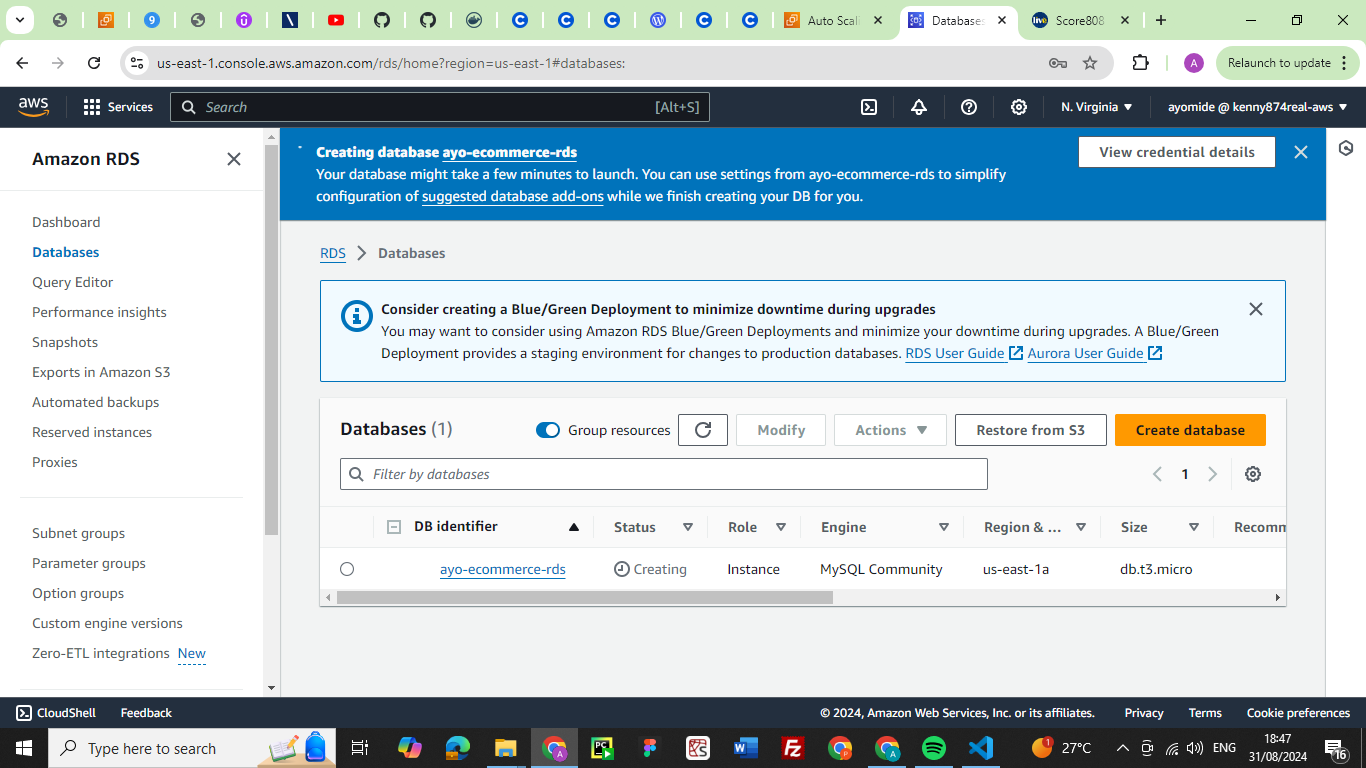 Auto Scali
Databases
Score808
us-east-1.console.aws.amazon.com/rds/home?region=us-east-1#databases:
A
Relaunch to update
aws
Services
Search
[Alt+S]
N. Virginia
ayomide @ kenny874real-aws
Amazon RDS
Dashboard
Databases
Query Editor
Performance insights
Snapshots
Exports in Amazon S3
Automated backups
Reserved instances
Proxies
Subnet groups
Parameter groups
Option groups
Custom engine versions
Zero-ETL integrations New
Creating database ayo-ecommerce-rds
Your database might take a few minutes to launch. You can use settings from ayo-ecommerce-rds to simplify
configuration of suggested database add-ons while we finish creating your DB for you.
View credential details
RDS > Databases
Consider creating a Blue/Green Deployment to minimize downtime during upgrades
You may want to consider using Amazon RDS Blue/Green Deployments and minimize your downtime during upgrades. A Blue/Green
Deployment provides a staging environment for changes to production databases. RDS User Guide Aurora User Guide
Databases (1)
Group resources
Modify
Actions
Restore from S3
Create database
Filter by databases
1
DB identifier Status Role Engine Region & ... Size Recomm
ayo-ecommerce-rds Creating Instance MySQL Community us-east-1a db.t3.micro
CloudShell Feedback
© 2024, Amazon Web Services, Inc. or its affiliates. Privacy Terms Cookie preferences
Type here to search
27°C
ENG
18:47
31/08/2024
16